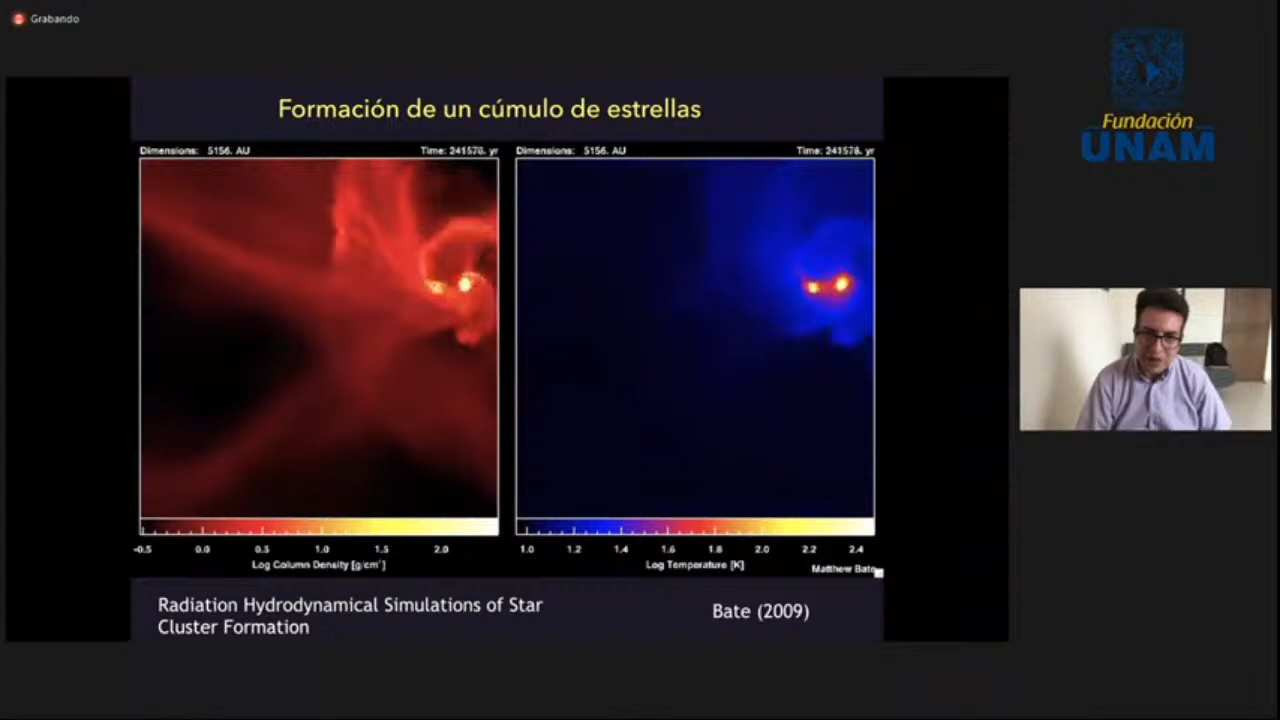 Grabando
Fundación
UNAM
Formación de un cúmulo de estrellas
Dimensions: 5156. AU
Time: 241578. yr
Dimensions: 5156. AU
Time: 241578. yr
-0.5 0.0 0.5 1.0 1.5 2.0
Log Column Density [g/cm²]
1.0 1.2 1.4 1.6 1.8 2.0 2.2 2.4
Log Temperature [K]
Matthew Bate
Radiation Hydrodynamical Simulations of Star
Cluster Formation
Bate (2009)